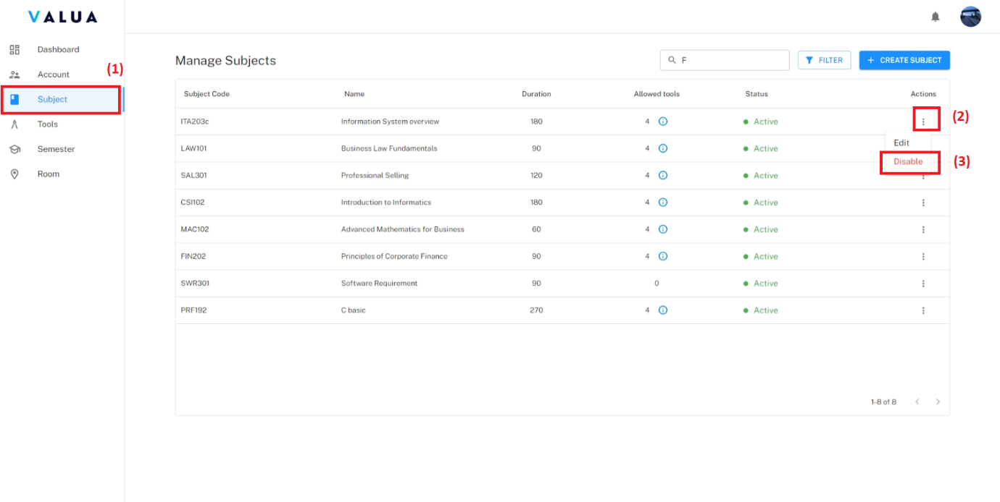 VALUA
Dashboard
Account
(1)
Subject
Tools
Semester
Room
Manage Subjects
F
FILTER
+ CREATE SUBJECT
Subject Code Name Duration Allowed tools Status Actions
ITA203c Information System overview 180 4 Active
(2)
LAW101 Business Law Fundamentals 90 4 Active
Edit
Disable
(3)
SAL301 Professional Selling 120 4 Active
CSI102 Introduction to Informatics 180 4 Active
MAC102 Advanced Mathematics for Business 60 4 Active
FIN202 Principles of Corporate Finance 90 4 Active
SWR301 Software Requirement 90 0 Active
PRF192 C basic 270 4 Active
1-8 of 8